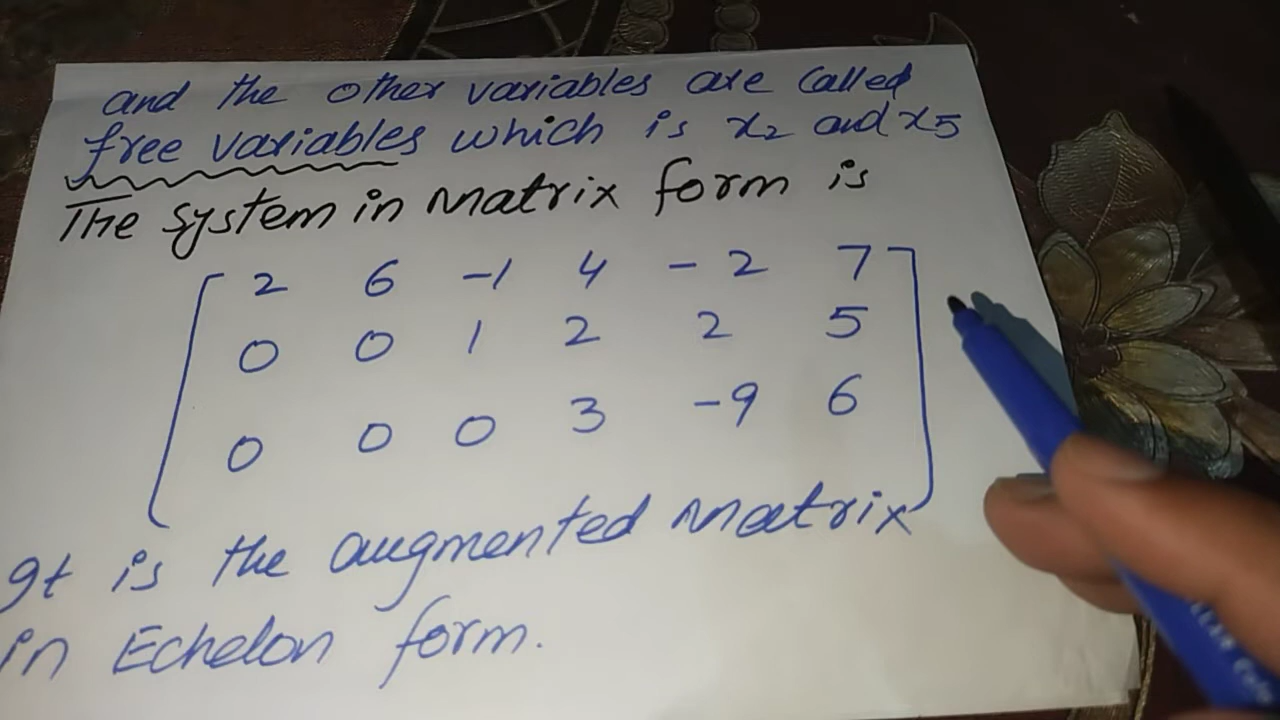 and the other variables are called
free variables which is x2 and x5
The system in Matrix form is
2 6 -1 4 -2 7
0 0 1 2 2 5
0 0 0 3 -9 6
It is the augmented Matrix
in Echelon form.